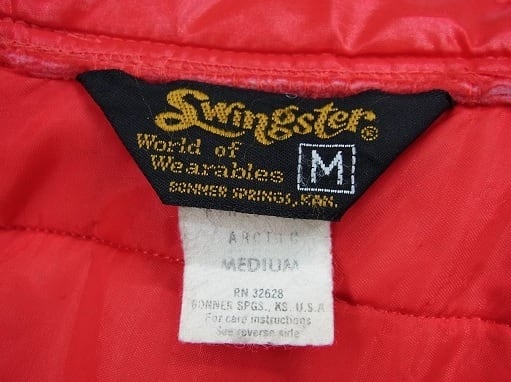 Swingster®
World of
Wearables
M
BONNER SPRINGS, KAN.
ARCTIC
MEDIUM
RN 32628
BONNER SPGS., KS. U.S.A
For care instructions
See reverse side